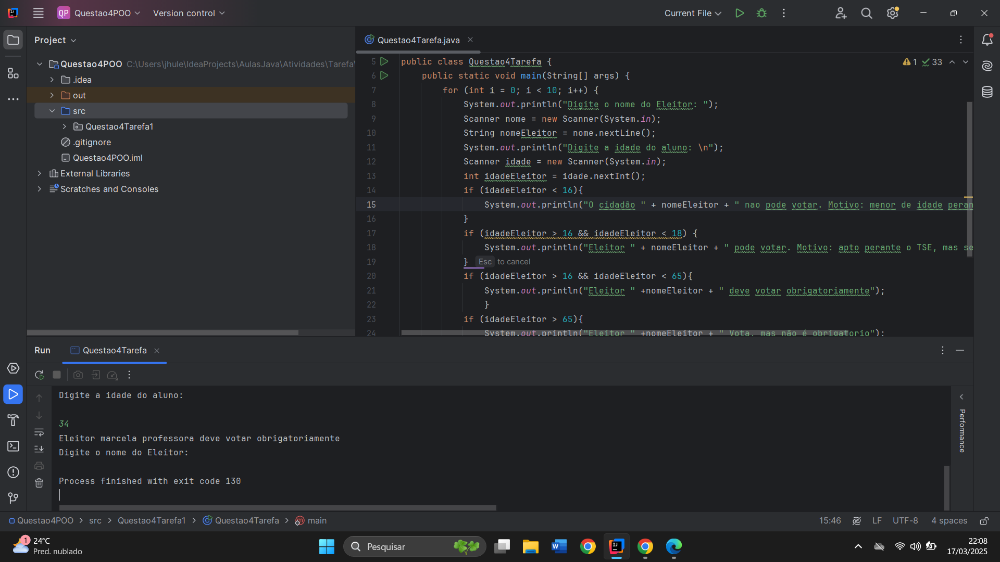 QP Questao4POO Version control Current File
Project
Questao4POO C:\Users\jhule\IdeaProjects\AulasJava\Atividades\Tarefa\
.idea
out
src
Questao4Tarefa1
.gitignore
Questao4POO.iml
External Libraries
Scratches and Consoles
Questao4Tarefa.java
1 33
5 public class Questao4Tarefa {
6 public static void main(String[] args) {
7 for (int i = 0; i < 10; i++) {
8 System.out.println("Digite o nome do Eleitor: ");
9 Scanner nome = new Scanner(System.in);
10 String nomeEleitor = nome.nextLine();
11 System.out.println("Digite a idade do aluno: \n");
12 Scanner idade = new Scanner(System.in);
13 int idadeEleitor = idade.nextInt();
14 if (idadeEleitor < 16){
15 System.out.println("O cidadão " + nomeEleitor + " nao pode votar. Motivo: menor de idade peran
16 }
17 if (idadeEleitor > 16 && idadeEleitor < 18) {
18 System.out.println("Eleitor " + nomeEleitor + " pode votar. Motivo: apto perante o TSE, mas se
19 } Esc to cancel
20 if (idadeEleitor > 16 && idadeEleitor < 65){
21 System.out.println("Eleitor " +nomeEleitor + " deve votar obrigatoriamente");
22 }
23 if (idadeEleitor > 65){
24 System.out.println("Eleitor " +nomeEleitor + " Vota, mas não é obrigatorio");
Run Questao4Tarefa
Digite a idade do aluno:
34
Eleitor marcela professora deve votar obrigatoriamente
Digite o nome do Eleitor:
Process finished with exit code 130
Performance
Questao4POO > src > Questao4Tarefa1 > Questao4Tarefa > main
15:46 LF UTF-8 4 spaces
1
24°C
Pred. nublado
Pesquisar
22:08
17/03/2025